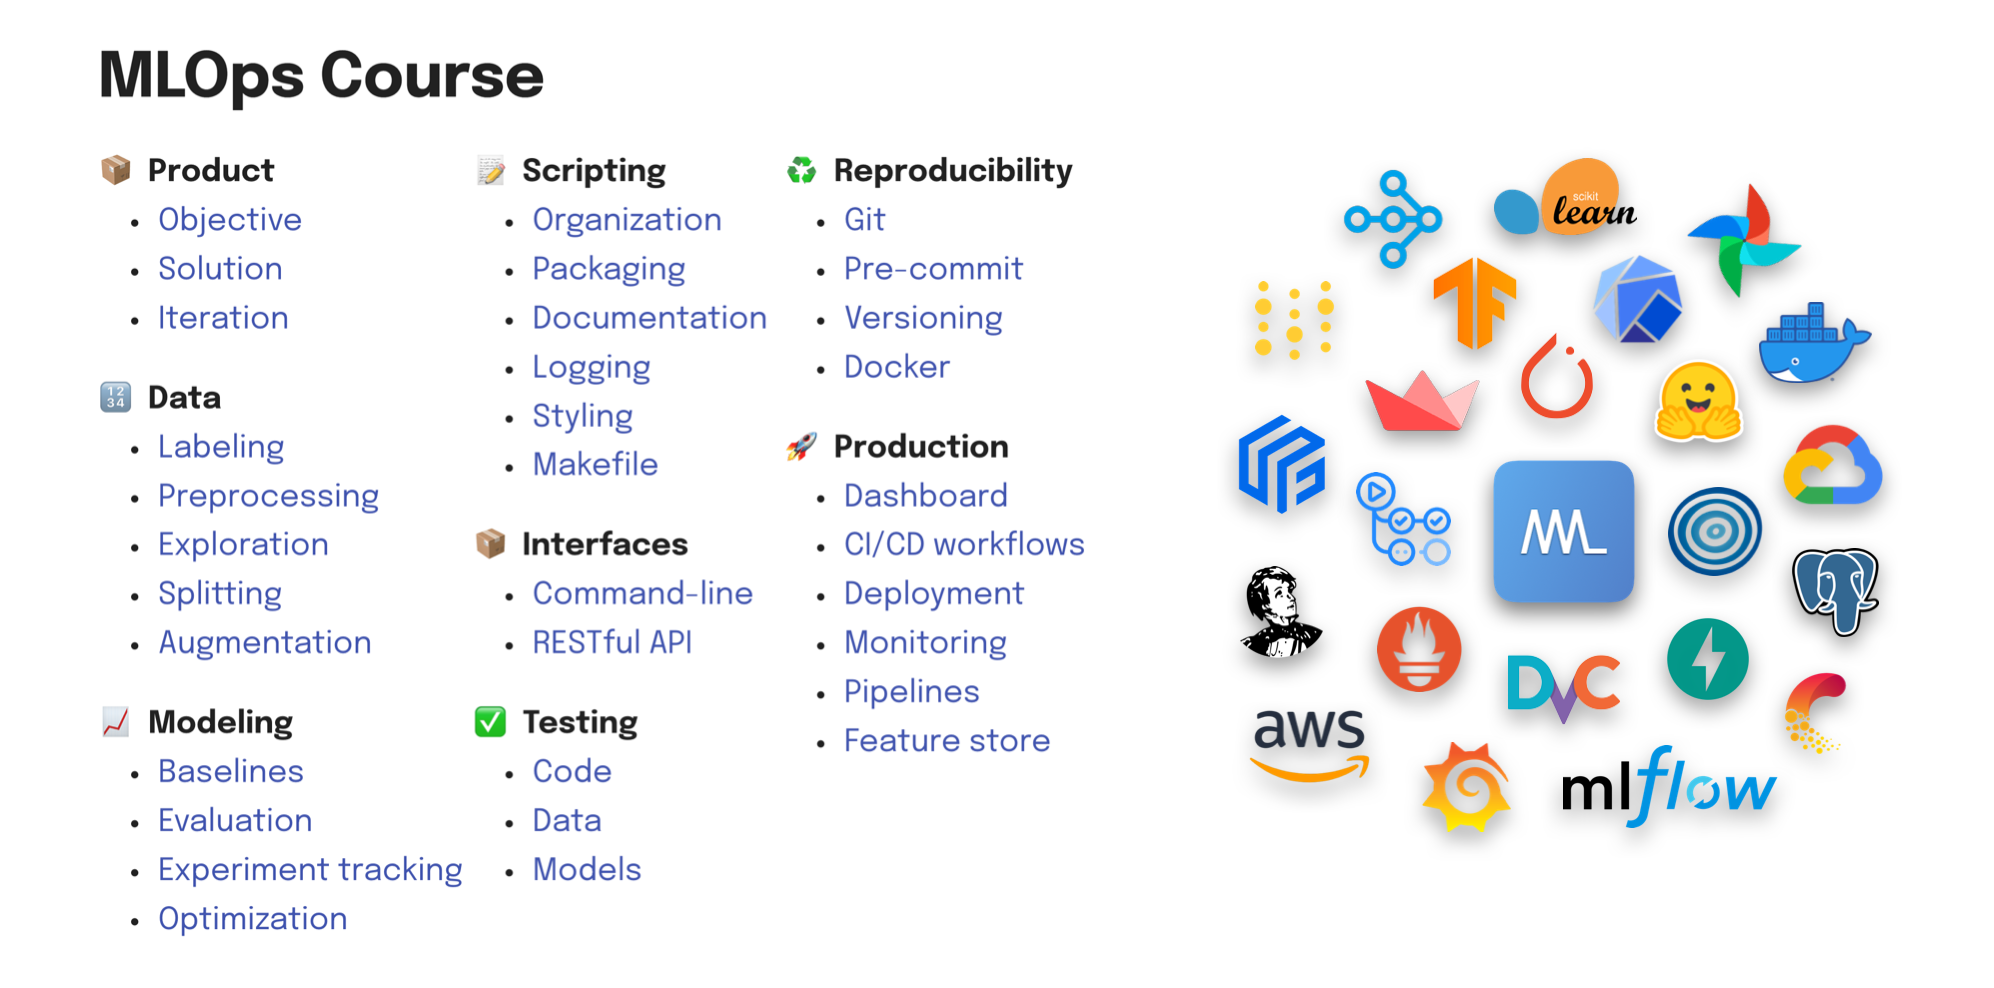 MLOps Course
Product
Objective
Solution
Iteration
Data
Labeling
Preprocessing
Exploration
Splitting
Augmentation
Modeling
Baselines
Evaluation
Experiment tracking
Optimization
Scripting
Organization
Packaging
Documentation
Logging
Styling
Makefile
Interfaces
Command-line
RESTful API
Testing
Code
Data
Models
Reproducibility
Git
Pre-commit
Versioning
Docker
Production
Dashboard
CI/CD workflows
Deployment
Monitoring
Pipelines
Feature store
scikit
learn
ML
DVC
aws
mlflow